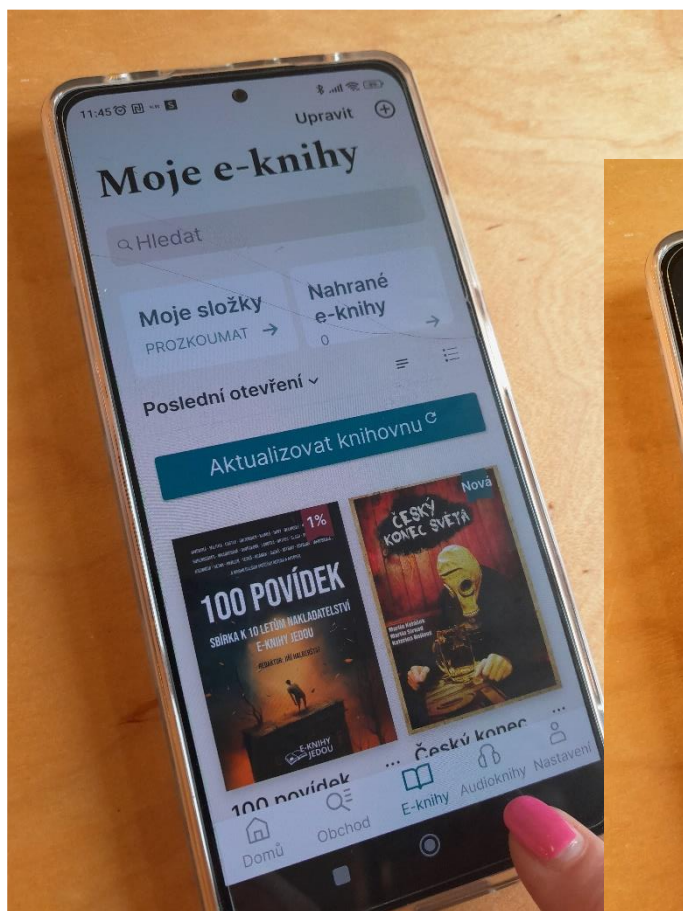 11:45
Upravit
Moje e-knihy
Hledat
Moje složky
PROZKOUMAT →
Nahrané
e-knihy
0 →
Poslední otevření
Aktualizovat knihovnu
1%
100 POVÍDEK
SBÍRKA K 10 LETŮM NAKLADATELSTVÍ
E-KNIHY JEDOU
E-KNIHY
JEDOU
Nová
ČESKÝ
KONEC SVĚTA
100 povídek ...
Český konec ...
Domů
Obchod
E-knihy
Audioknihy
Nastavení